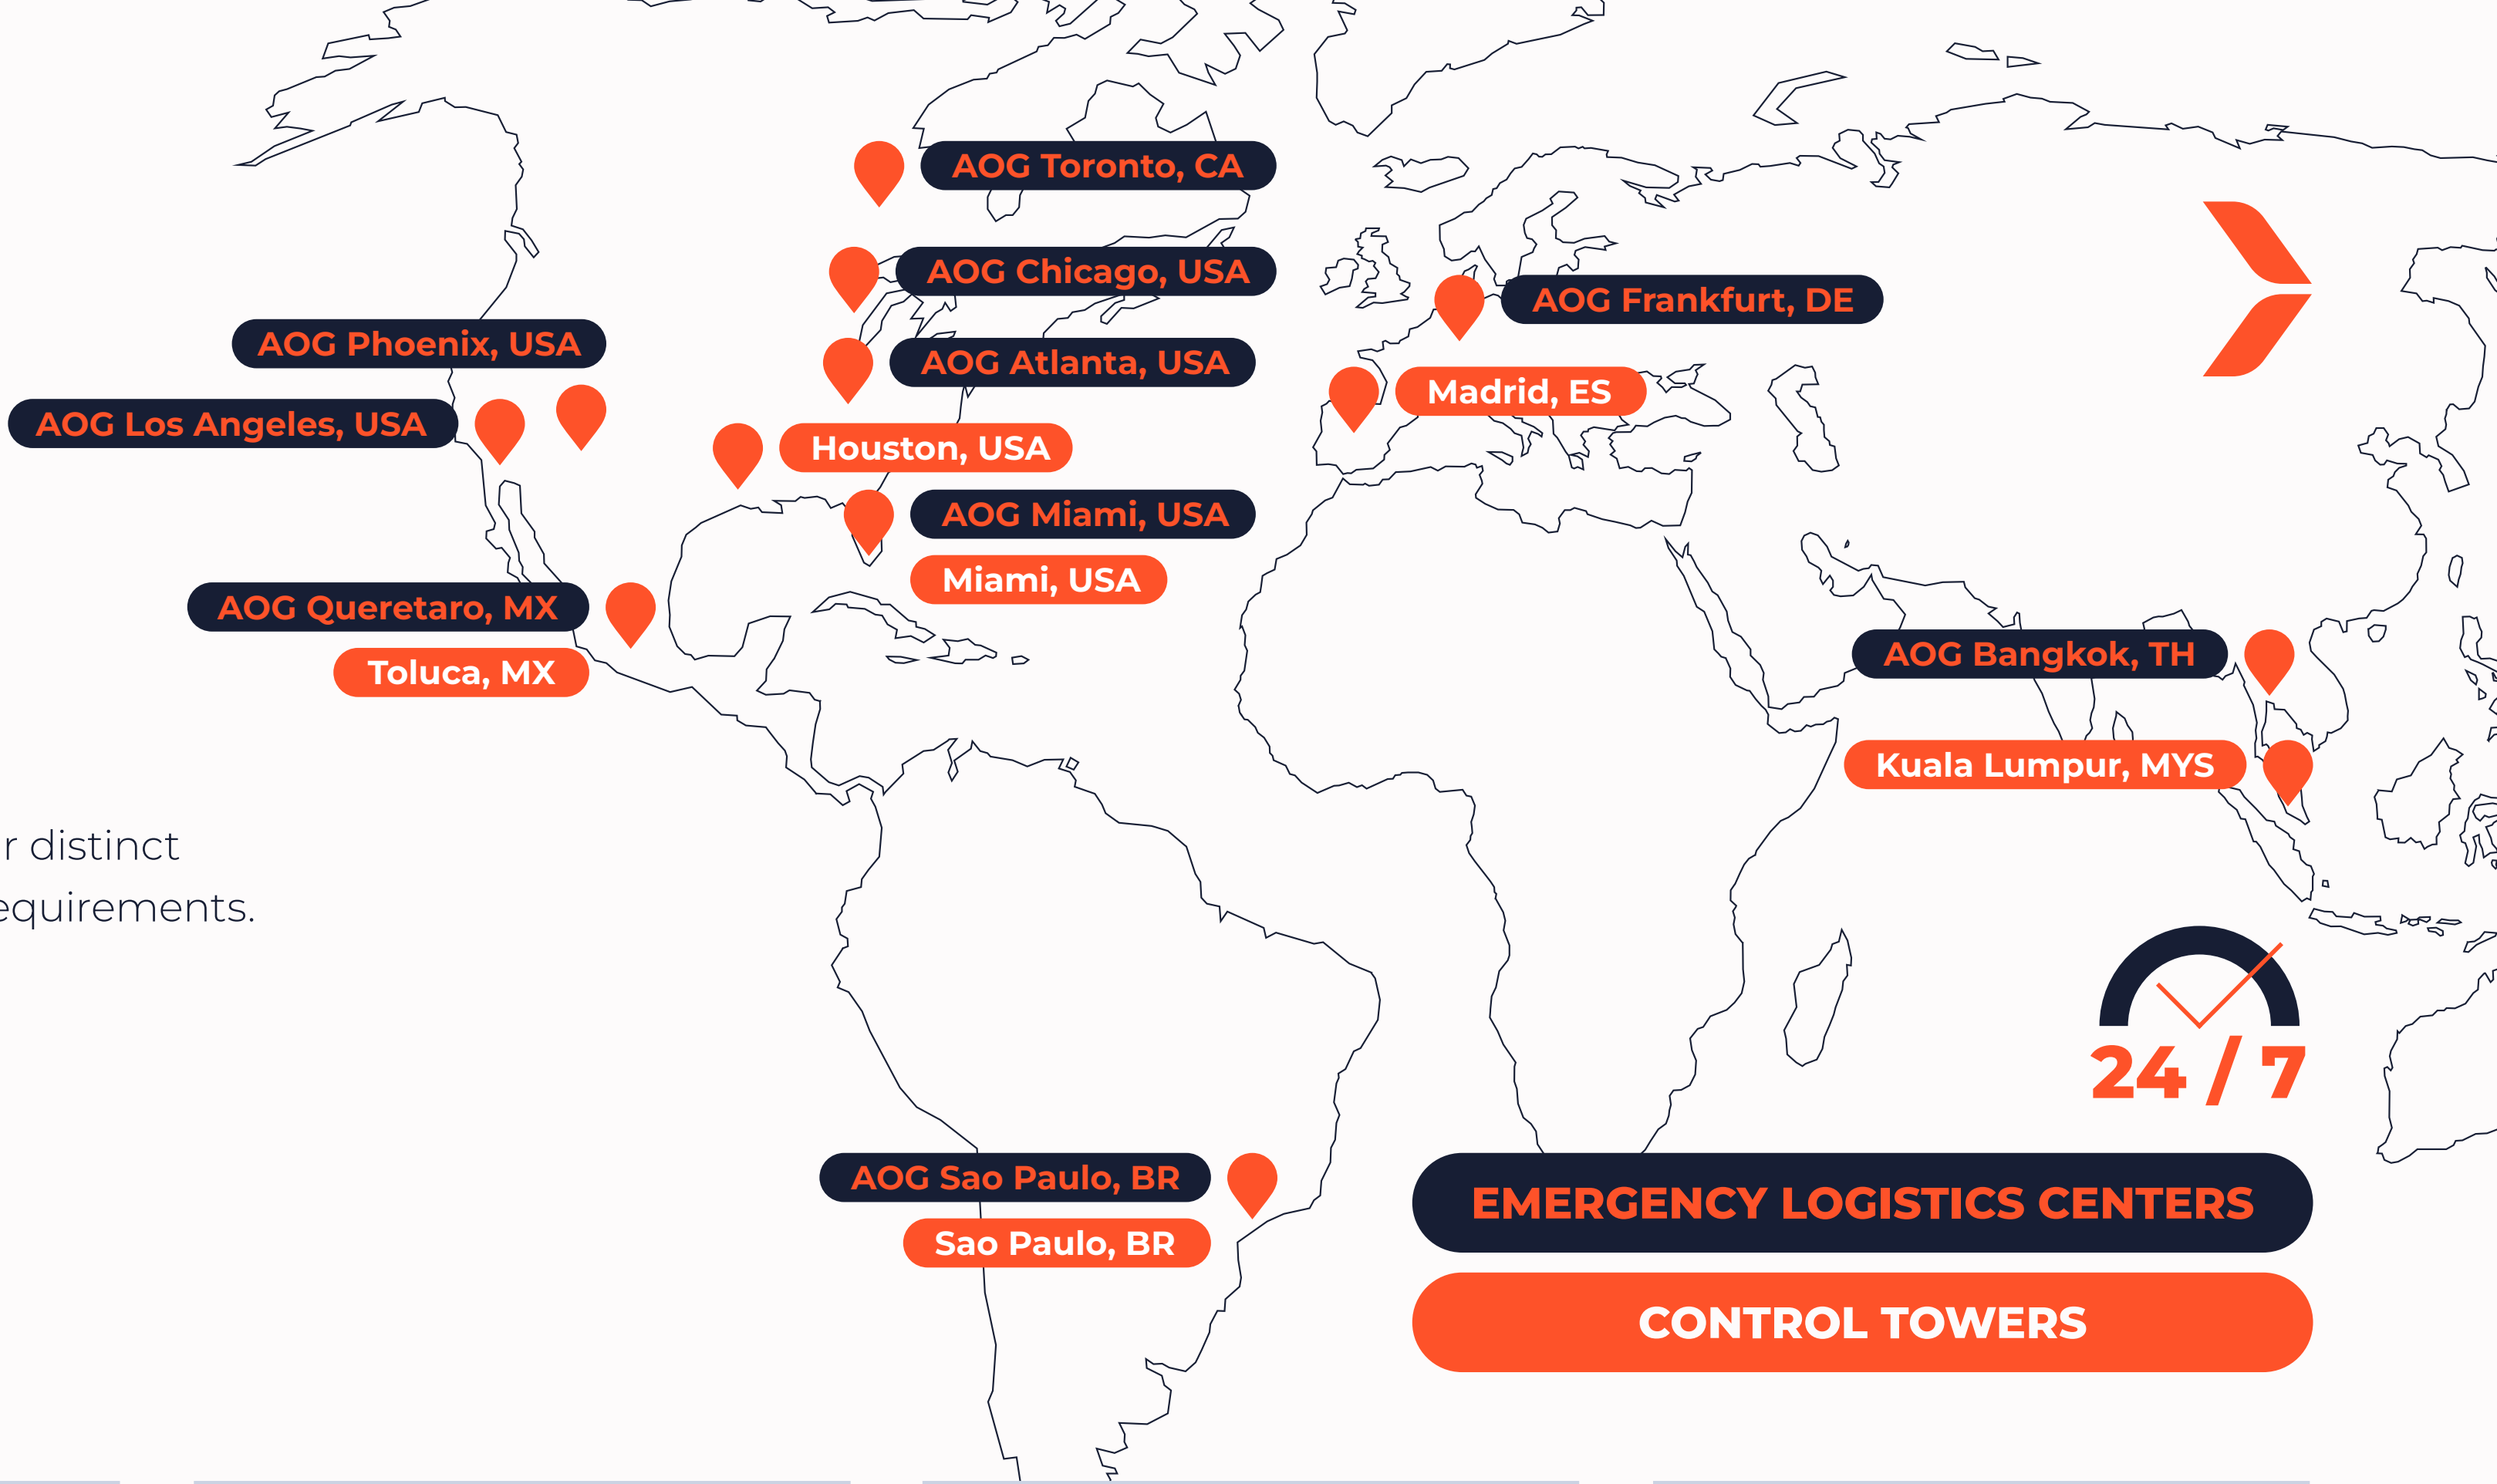 AOG Toronto, CA
AOG Chicago, USA
AOG Frankfurt, DE
AOG Phoenix, USA
AOG Atlanta, USA
Madrid, ES
AOG Los Angeles, USA
Houston, USA
AOG Miami, USA
Miami, USA
AOG Queretaro, MX
Toluca, MX
AOG Bangkok, TH
Kuala Lumpur, MYS
r distinct
equirements.
24 / 7
AOG Sao Paulo, BR
Sao Paulo, BR
EMERGENCY LOGISTICS CENTERS
CONTROL TOWERS